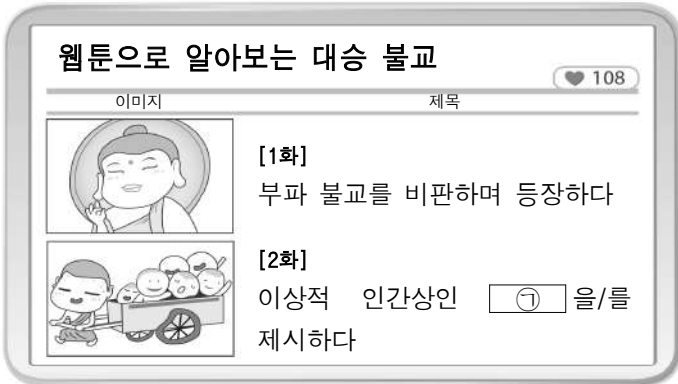 웹툰으로 알아보는 대승 불교
♥ 108
이미지 제목
[1화]
부파 불교를 비판하며 등장하다
[2화]
이상적 인간상인 ㉠ 을/를
제시하다